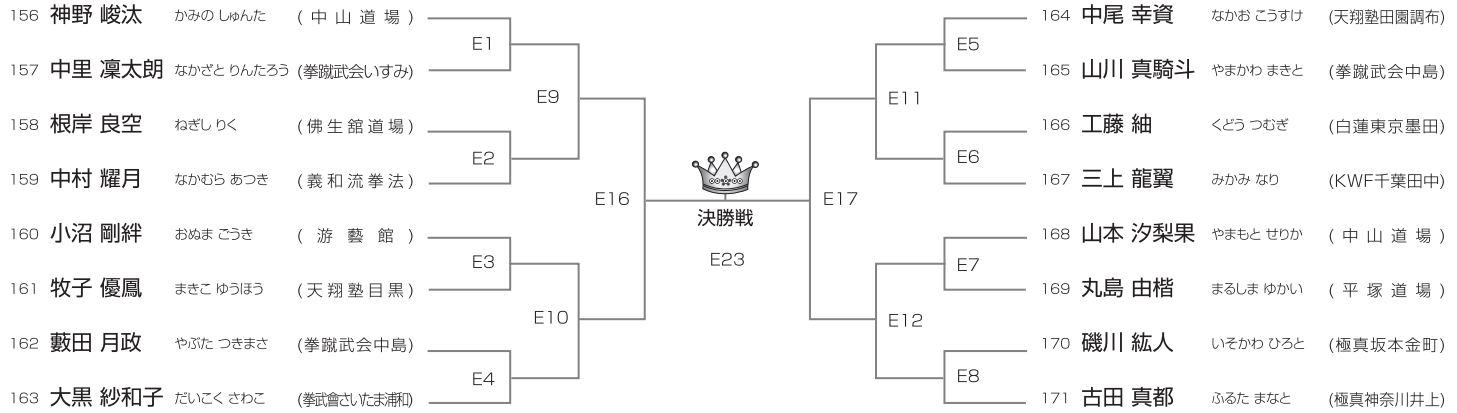 156 神野 峻汰 かみの しゅんた (中山道場)
157 中里 凜太朗 なかざと りんたろう (拳蹴武会いすみ)
158 根岸 良空 ねぎし りく (佛生舘道場)
159 中村 耀月 なかむら あつき (義和流拳法)
160 小沼 剛絆 おぬま ごうき (游藝館)
161 牧子 優鳳 まきこ ゆうほう (天翔塾目黒)
162 藪田 月政 やぶた つきまさ (拳蹴武会中島)
163 大黒 紗和子 だいこく さわこ (拳武會さいたま浦和)
E1
E2
E3
E4
E9
E10
E16
決勝戦
E23
E17
E11
E12
E5
E6
E7
E8
164 中尾 幸資 なかお こうすけ (天翔塾田園調布)
165 山川 真騎斗 やまかわ まきと (拳蹴武会中島)
166 工藤 紬 くどう つむぎ (白蓮東京墨田)
167 三上 龍翼 みかみ なり (KWF千葉田中)
168 山本 汐梨果 やまもと せりか (中山道場)
169 丸島 由楷 まるしま ゆかい (平塚道場)
170 磯川 紘人 いそかわ ひろと (極真坂本金町)
171 古田 真都 ふるた まなと (極真神奈川井上)